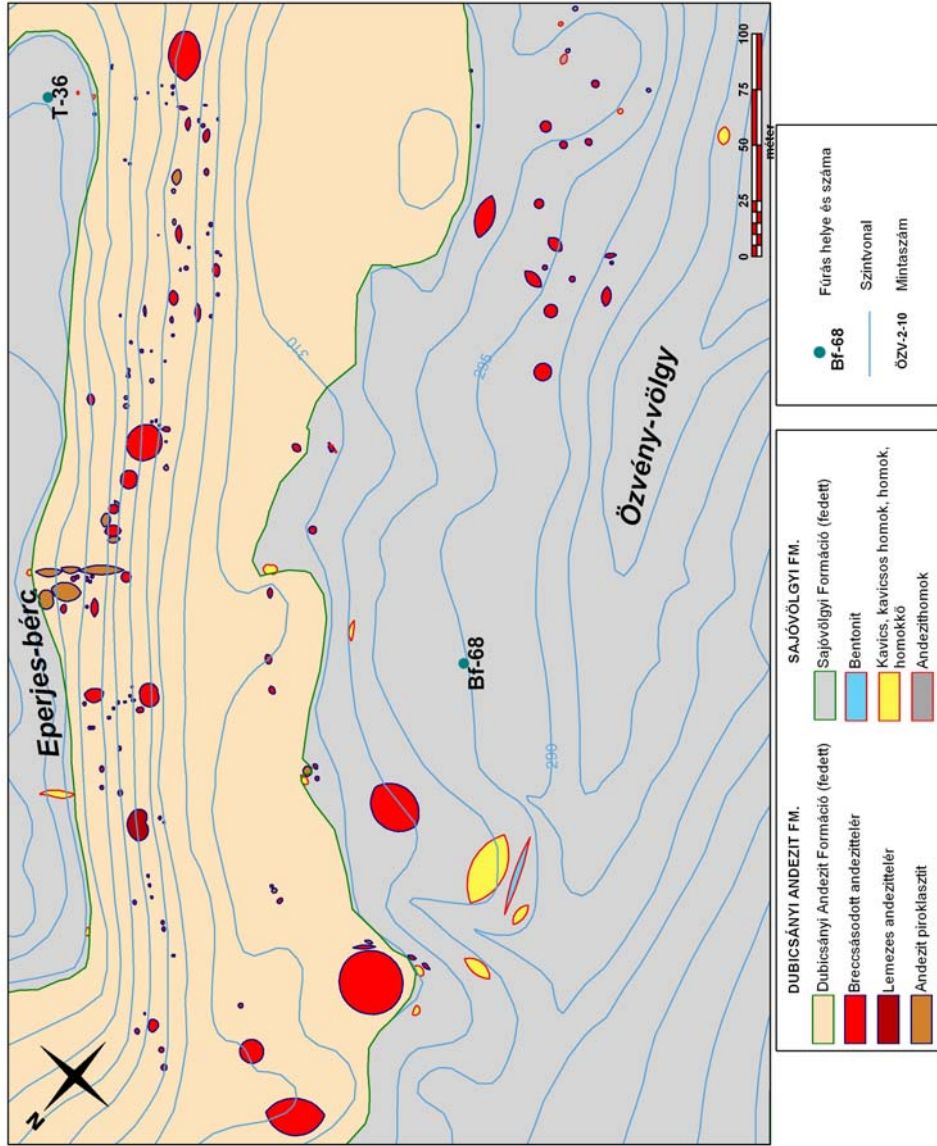 N
Eperjes-bérc
T-36
310
295
Bf-68
290
Özvény-völgy
0 25 50 75 100
méter
DUBICSÁNYI ANDEZIT FM.
Dubicsányi Andezit Formáció (fedett)
Breccsásodott andezittelér
Lemezes andezittelér
Andezit piroklasztit
SAJÓVÖLGYI FM.
Sajóvölgyi Formáció (fedett)
Bentonit
Kavics, kavicsos homok, homok,
homokkő
Andezithomok
Bf-68 Fúrás helye és száma
Szintvonal
ÖZV-2-10 Mintaszám